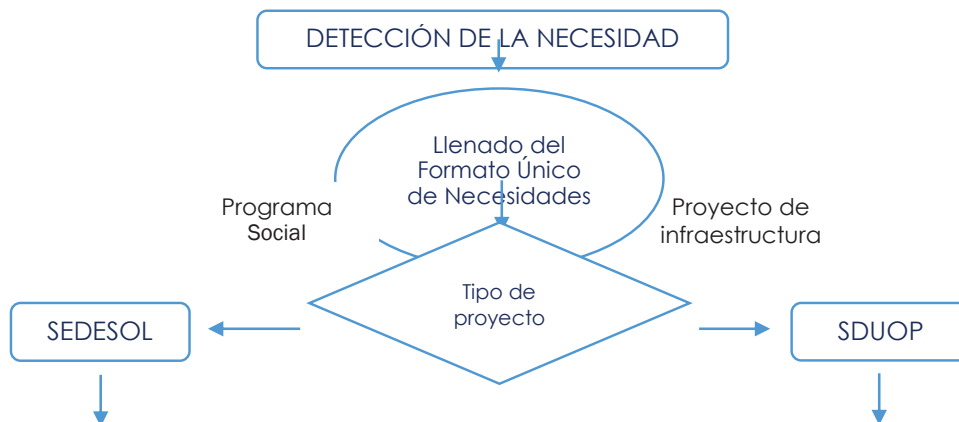 DETECCIÓN DE LA NECESIDAD
Llenado del
Formato Único
de Necesidades
Programa
Social
Proyecto de
infraestructura
Tipo de
proyecto
SEDESOL
SDUOP